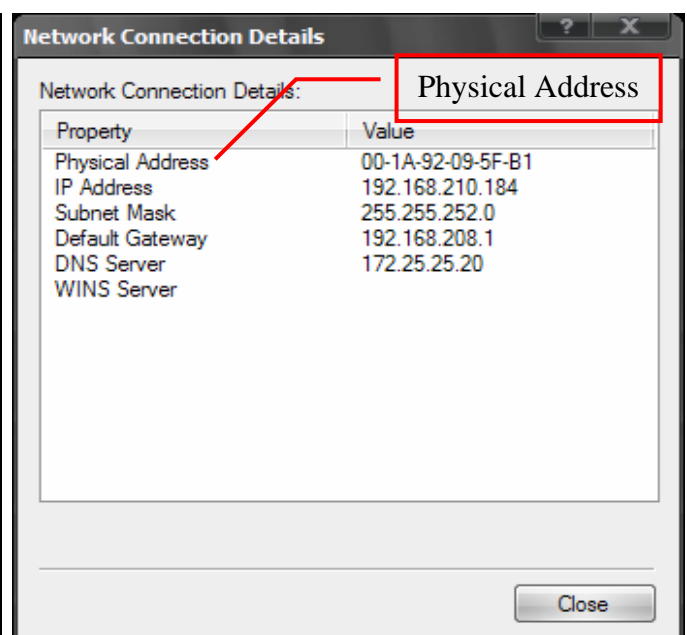 Network Connection Details
? X
Physical Address
Network Connection Details:
Property Value
Physical Address 00-1A-92-09-5F-B1
IP Address 192.168.210.184
Subnet Mask 255.255.252.0
Default Gateway 192.168.208.1
DNS Server 172.25.25.20
WINS Server
Close